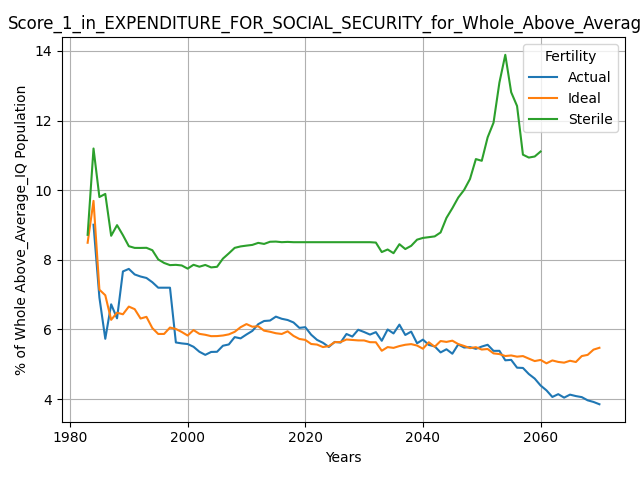 Score_1_in_EXPENDITURE_FOR_SOCIAL_SECURITY_for_Whole_Above_Averag
Fertility
Actual
Ideal
Sterile
14
12
10
8
6
4
% of Whole Above_Average_IQ Population
1980
2000
2020
2040
2060
Years